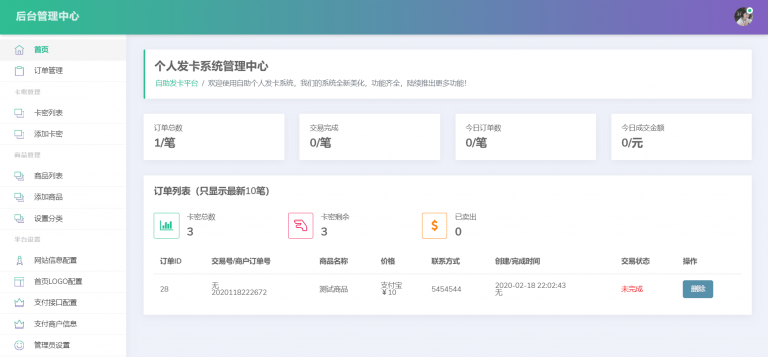 后台管理中心
首页
订单管理
卡密管理
卡密列表
添加卡密
商品管理
商品列表
添加商品
设置分类
平台设置
网站信息配置
首页LOGO配置
支付接口配置
支付商户信息
管理员设置
个人发卡系统管理中心
自助发卡平台 / 欢迎使用自助个人发卡系统，我们的系统全新美化，功能齐全，陆续推出更多功能！
订单总数 交易完成 今日订单数 今日成交金额
1/笔 0/笔 0/笔 0/元
订单列表（只显示最新10笔）
卡密总数 卡密剩余 已卖出
3 3 0
订单ID 交易号/商户订单号 商品名称 价格 联系方式 创建/完成时间 交易状态 操作
28 无 2020118222672 测试商品 支付宝 ¥10 5454544 2020-02-18 22:02:43 无 未完成 删除